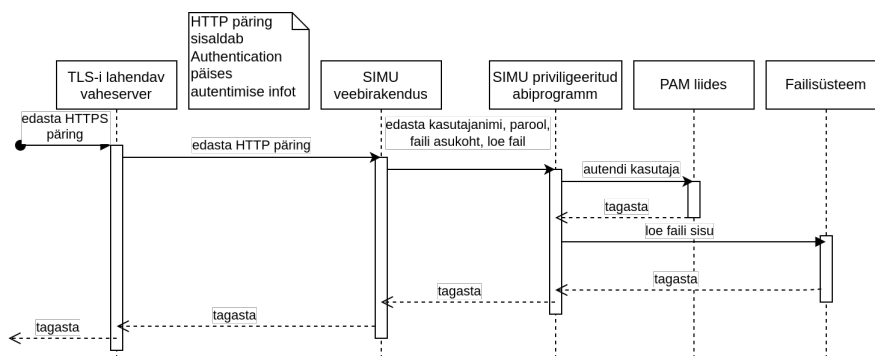 HTTP päring
sisaldab
Authentication
päises
autentimise infot
TLS-i lahendav
vaheserver
SIMU
veebirakendus
SIMU priviligeeritud
abiprogramm
PAM liides
Failisüsteem
edasta HTTPS
päring
edasta HTTP päring
edasta kasutajanimi, parool,
faili asukoht, loe fail
autendi kasutaja
tagasta
loe faili sisu
tagasta
tagasta
tagasta
tagasta